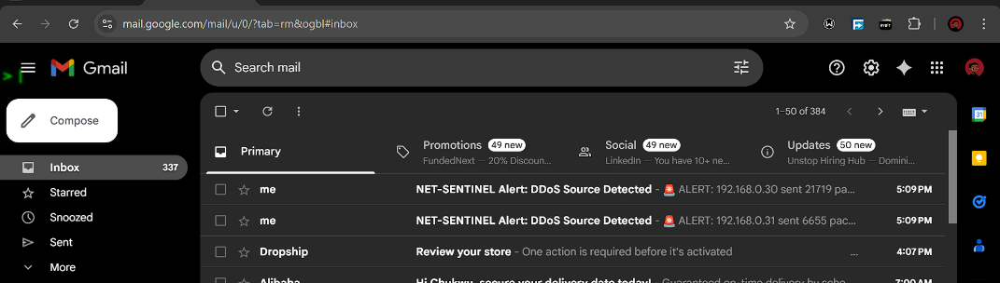 mail.google.com/mail/u/0/?tab=rm&ogbl#inbox
Gmail
Search mail
Compose
1–50 of 384
Inbox 337
Starred
Snoozed
Sent
More
Primary
Promotions 49 new
FundedNext — 20% Discoun...
Social 49 new
LinkedIn — You have 10+ ne...
Updates 50 new
Unstop Hiring Hub — Domini...
me NET-SENTINEL Alert: DDoS Source Detected - 🚨 ALERT: 192.168.0.30 sent 21719 pa... 5:09 PM
me NET-SENTINEL Alert: DDoS Source Detected - 🚨 ALERT: 192.168.0.31 sent 6655 pac... 5:09 PM
Dropship Review your store - One action is required before it's activated ... 4:07 PM
Alibaba Hi Chukwu, secure your delivery date today! - Guaranteed on-time delivery by sche... 7:00 AM